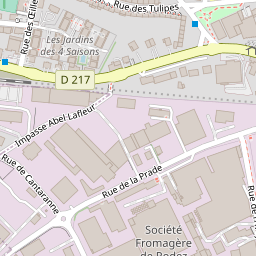 Rue des Tulipes
Rue des Œille
Les Jardins
des 4 Saisons
D 217
Impasse Abel Lafleur
Rue de Cantaranne
Rue de la Prade
Société
Fromagère
de Rodez